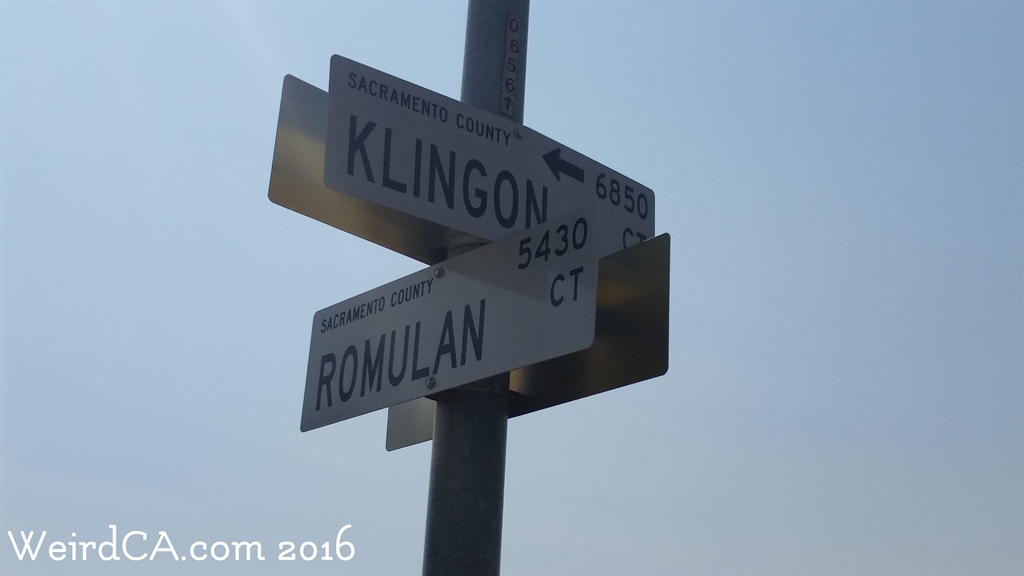 06561
SACRAMENTO COUNTY
KLINGON
6850
CT
SACRAMENTO COUNTY
5430
ROMULAN
CT
WeirdCA.com 2016